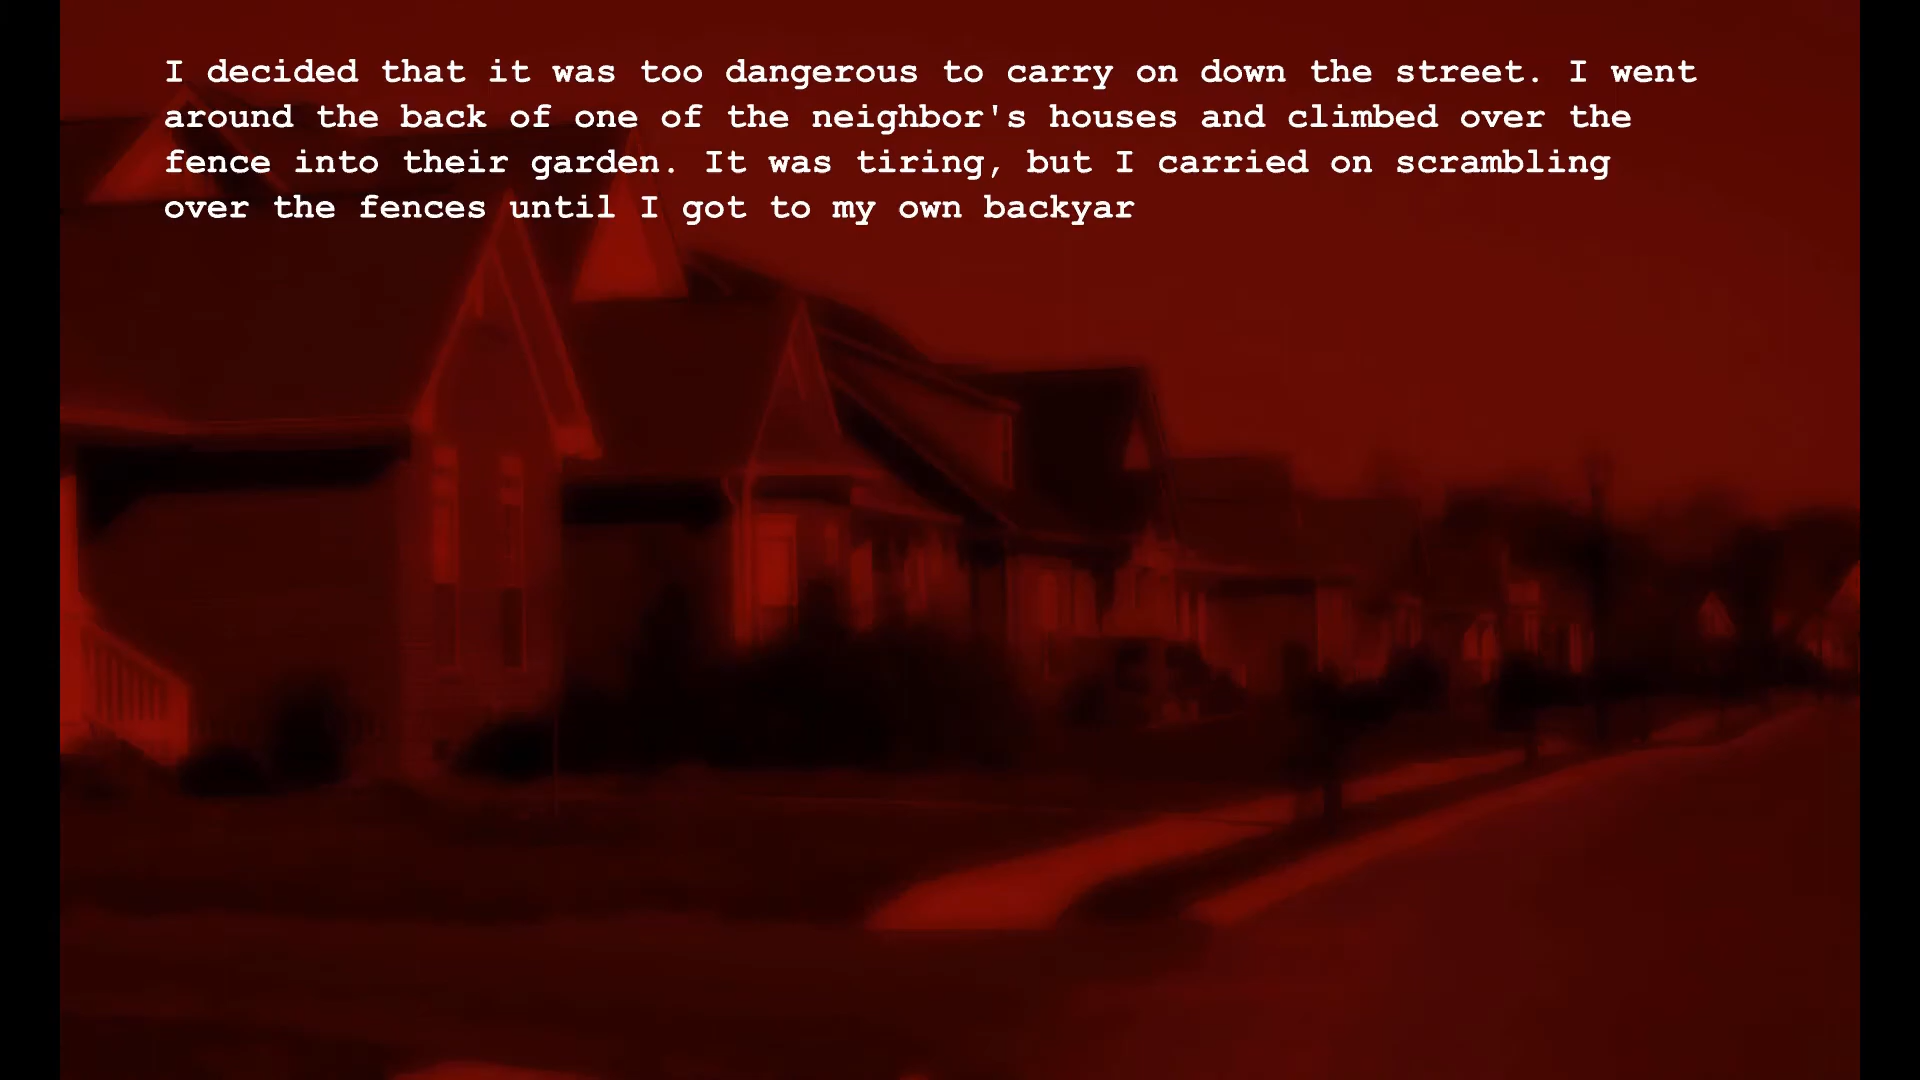 I decided that it was too dangerous to carry on down the street. I went
around the back of one of the neighbor's houses and climbed over the
fence into their garden. It was tiring, but I carried on scrambling
over the fences until I got to my own backyar